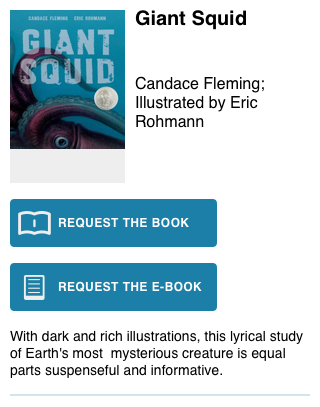 CANDACE FLEMING ERIC ROHMANN
GIANT
SQUID
Giant Squid
Candace Fleming;
Illustrated by Eric
Rohmann
REQUEST THE BOOK
REQUEST THE E-BOOK
With dark and rich illustrations, this lyrical study
of Earth's most  mysterious creature is equal
parts suspenseful and informative.